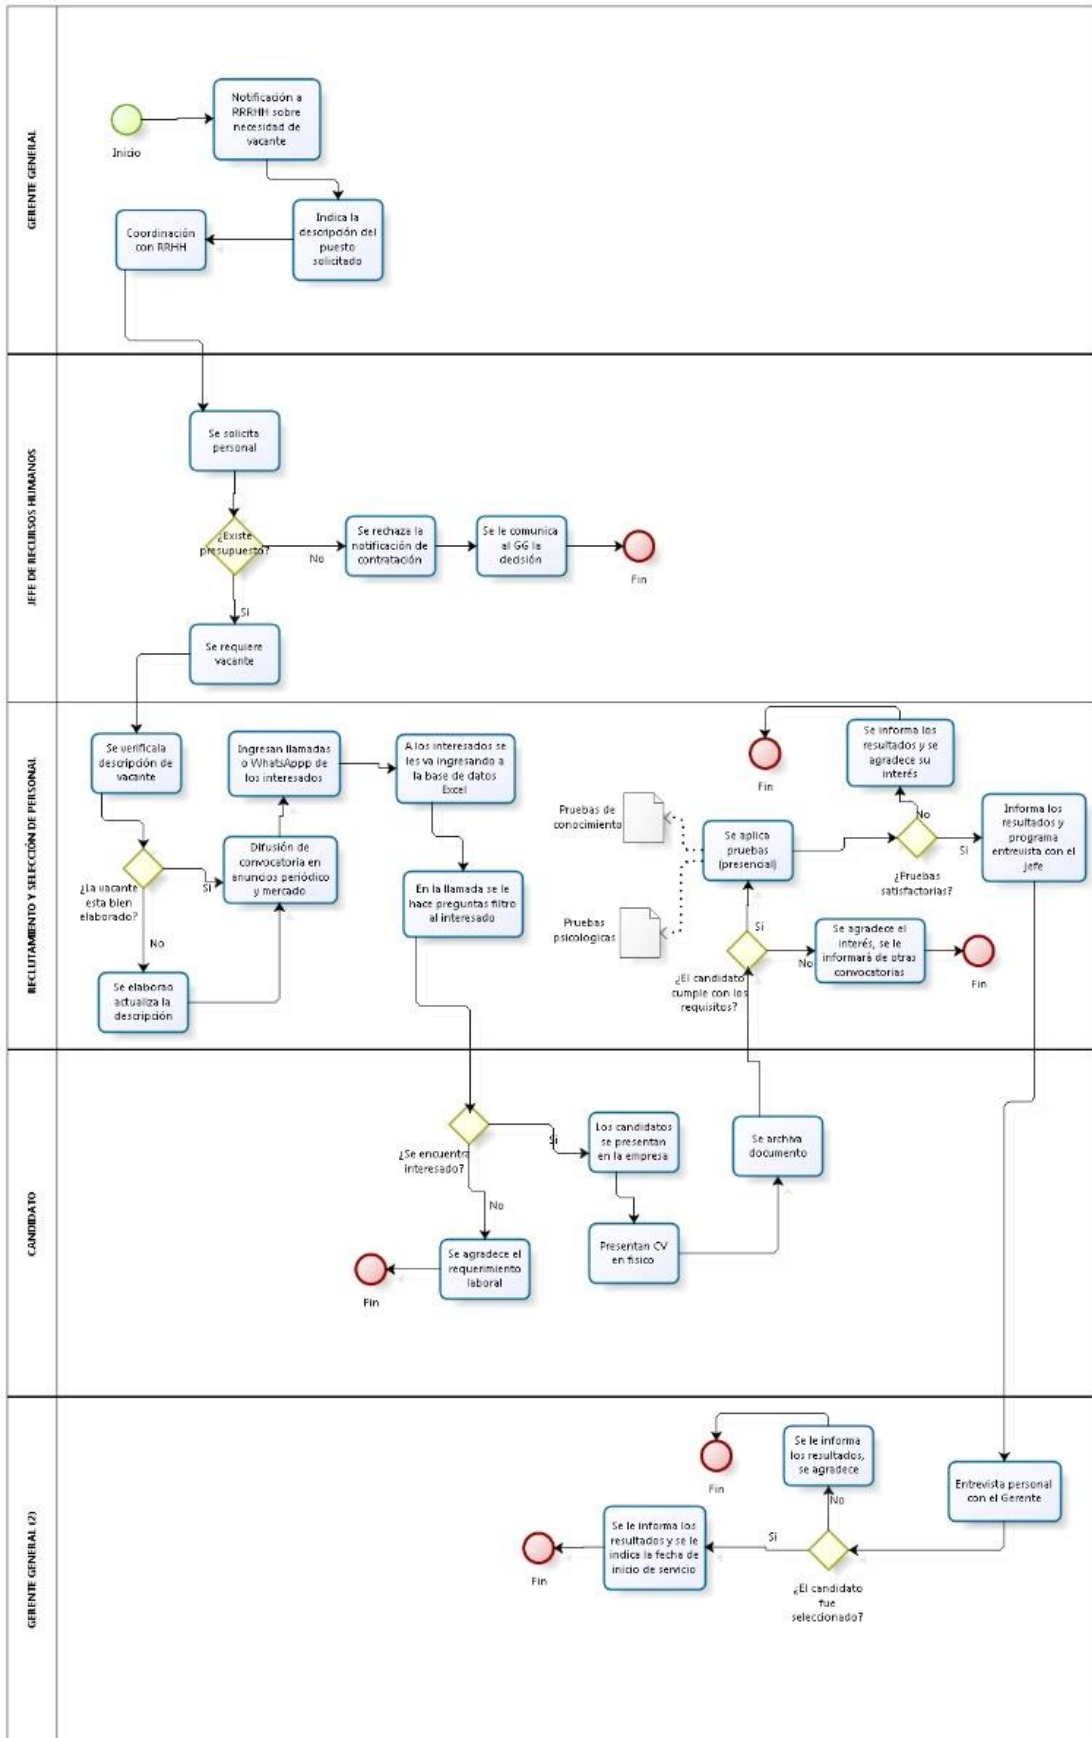 GERENTE GENERAL
Inicio
Notificación a
RRRHH sobre
necesidad de
vacante
Indica la
descripción del
puesto
solicitado
Coordinación
con RRHH
JEFE DE RECURSOS HUMANOS
Se solicita
personal
¿Existe
presupuesto?
No
Se rechaza la
notificación de
contratación
Se le comunica
al GG la
decisión
Fin
Si
Se requiere
vacante
RECLUTAMIENTO Y SELECCIÓN DE PERSONAL
Se verificala
descripción de
vacante
¿La vacante
esta bien
elaborado?
Si
No
Se elaborao
actualiza la
descripción
Difusión de
convocatoria en
anuncios periódico
y mercado
Ingresan llamadas
o WhatsAppp de
los interesados
A los interesados se
les va ingresando a
la base de datos
Excel
En la llamada se le
hace preguntas filtro
al interesado
Pruebas de
conocimiento
Pruebas
psicologicas
Se aplica
pruebas
(presencial)
Si
¿El candidato
cumple con los
requisitos?
No
Se agradece el
interés, se le
informará de otras
convocatorias
Fin
¿Pruebas
satisfactorias?
No
Se informa los
resultados y se
agradece su
interés
Fin
Si
Informa los
resultados y
programa
entrevista con el
jefe
CANDIDATO
¿Se encuentra
interesado?
Si
No
Se agradece el
requerimiento
laboral
Fin
Los candidatos
se presentan
en la empresa
Presentan CV
en fisico
Se archiva
documento
GERENTE GENERAL (2)
Entrevista personal
con el Gerente
¿El candidato
fue
seleccionado?
No
Se le informa
los resultados,
se agradece
Fin
Si
Se le informa los
resultados y se le
indica la fecha de
inicio de servicio
Fin